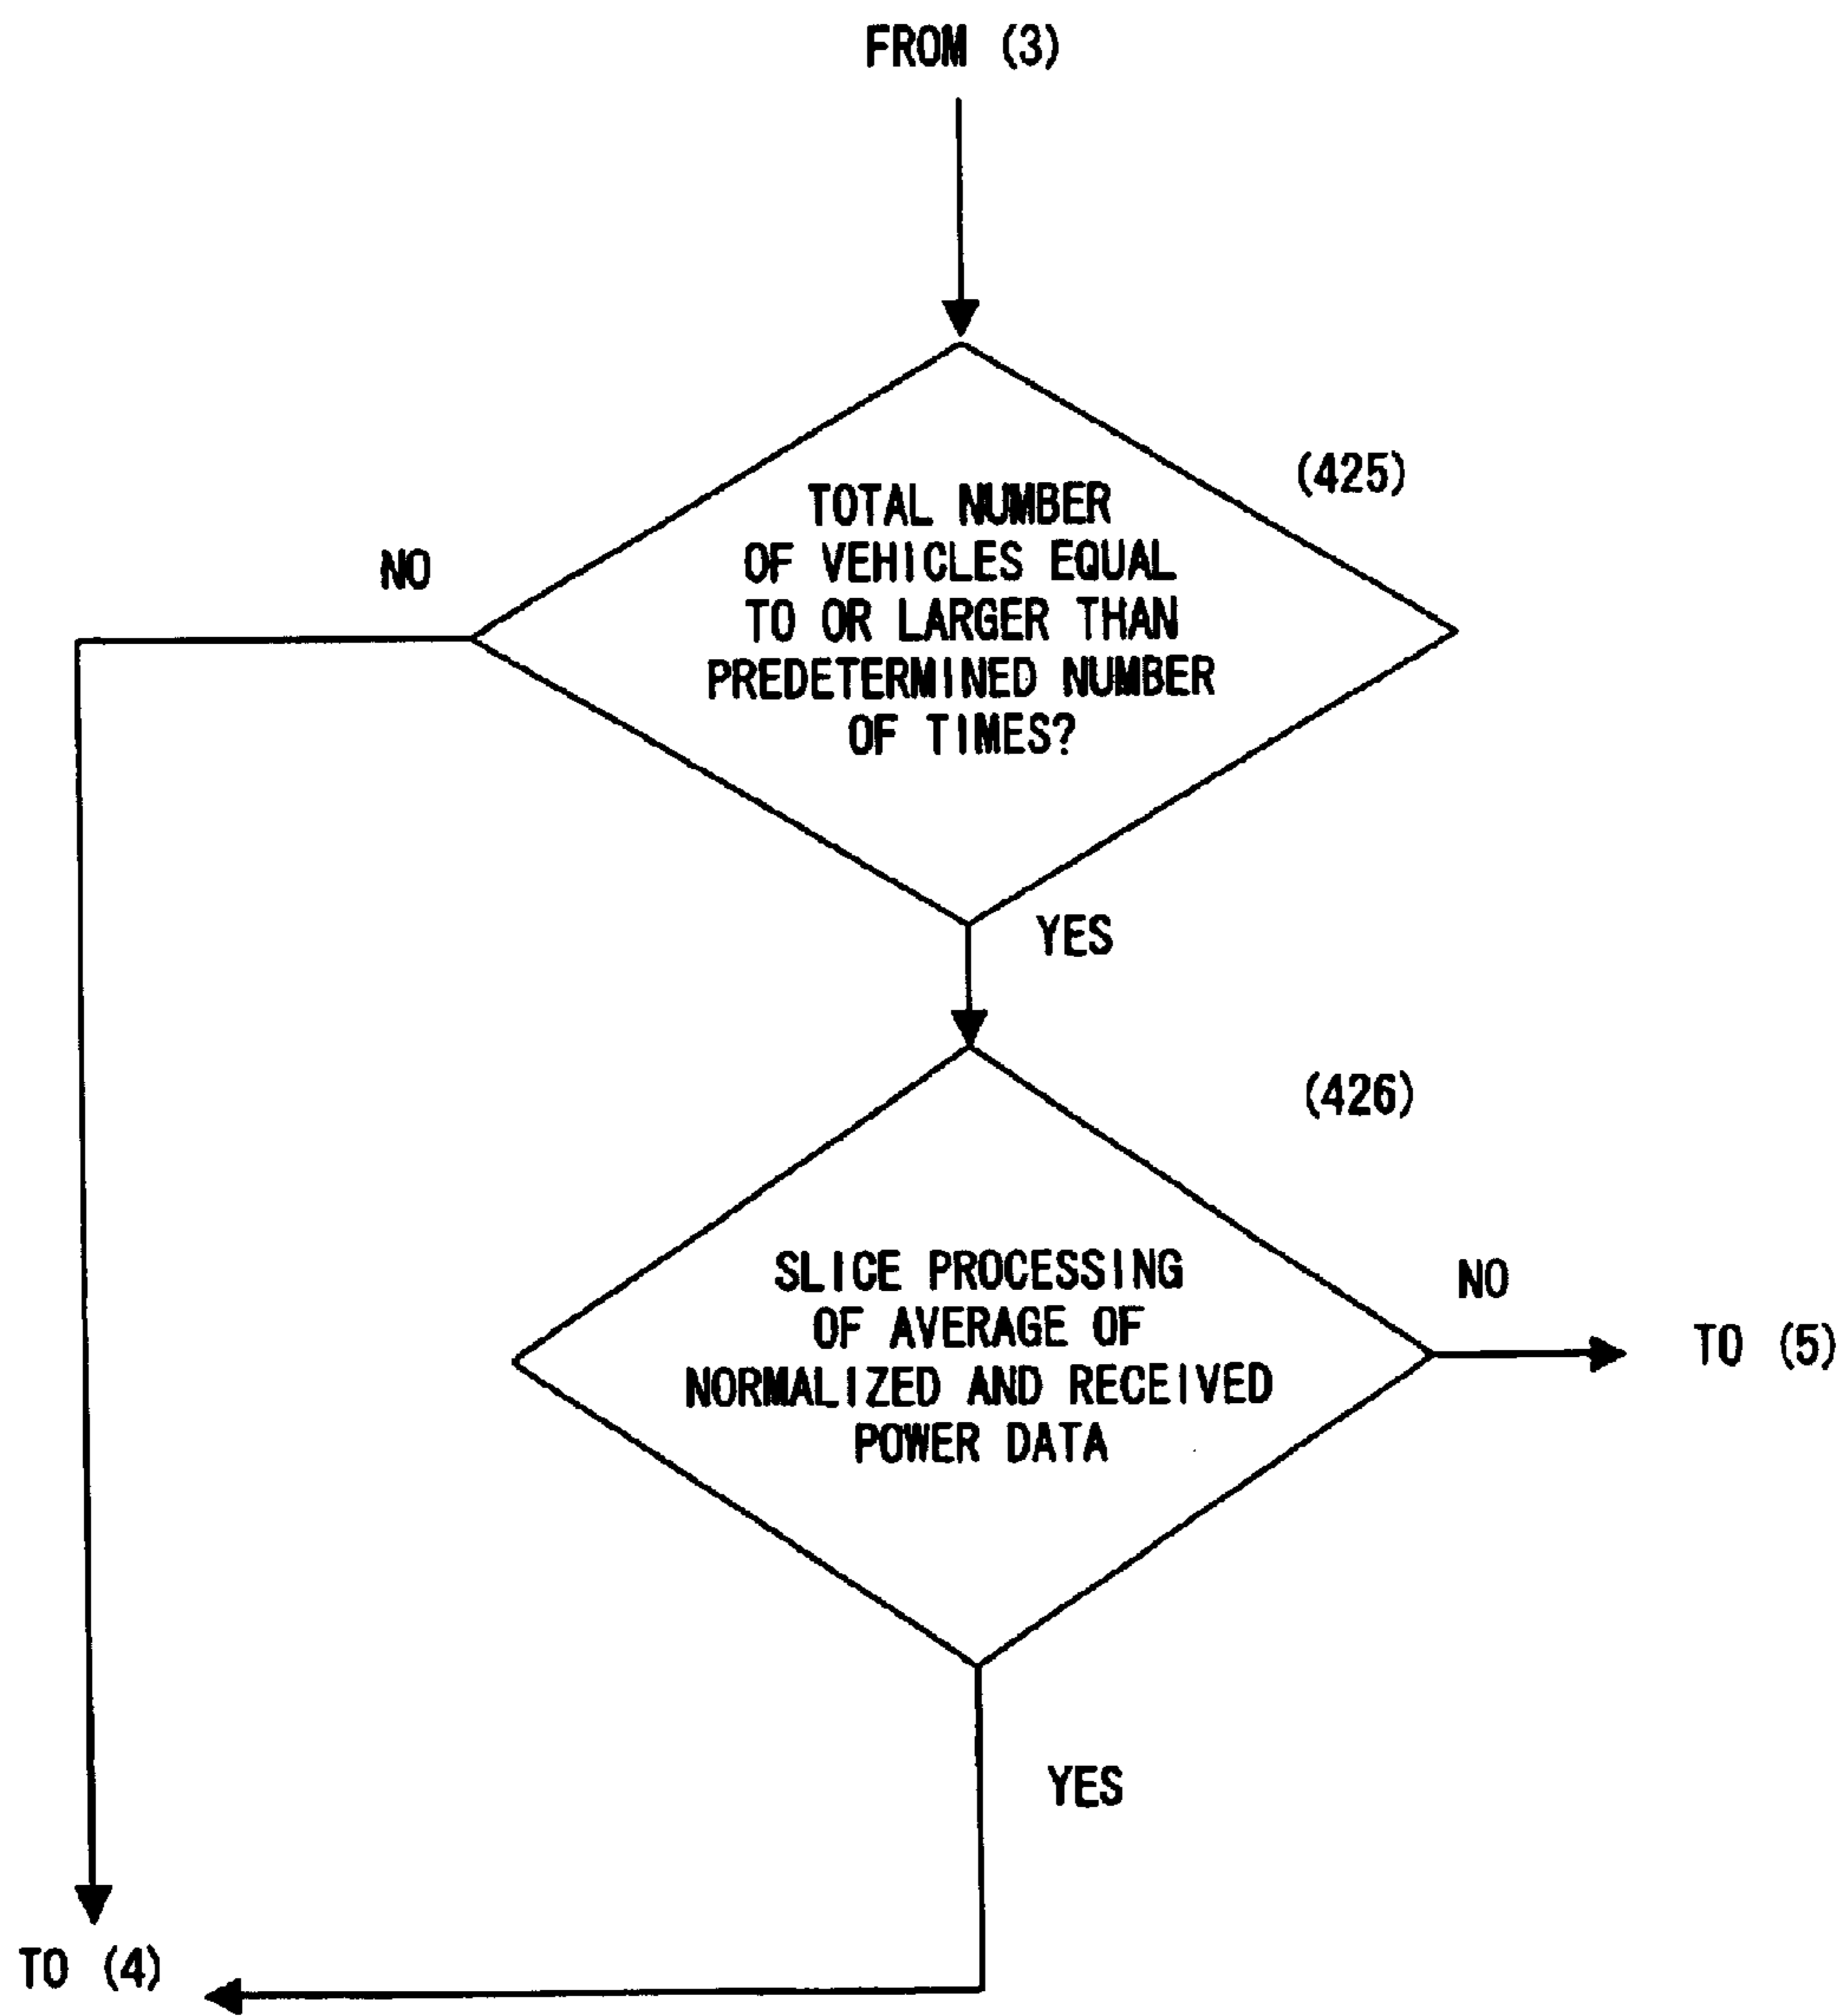 FROM (3)
(425)
TOTAL NUMBER
OF VEHICLES EQUAL
TO OR LARGER THAN
PREDETERMINED NUMBER
OF TIMES?
NO
YES
(426)
SLICE PROCESSING
OF AVERAGE OF
NORMALIZED AND RECEIVED
POWER DATA
NO
TO (5)
YES
TO (4)